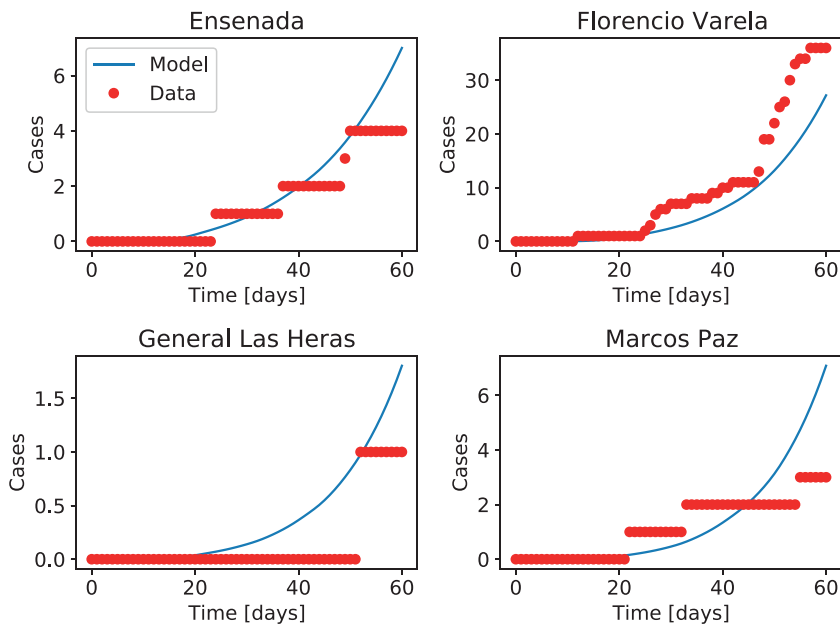 Ensenada
6
4
2
0
Cases
Model
Data
0
20
40
60
Time [days]
Florencio Varela
30
20
10
0
Cases
0
20
40
60
Time [days]
General Las Heras
1.5
1.0
0.5
0.0
Cases
0
20
40
60
Time [days]
Marcos Paz
6
4
2
0
Cases
0
20
40
60
Time [days]